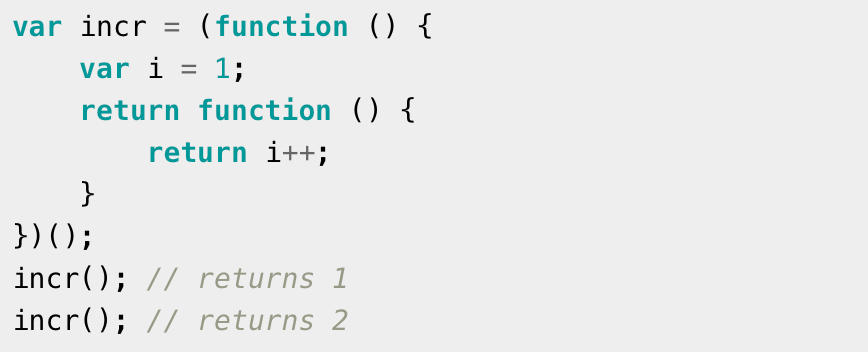 var incr = (function () {
    var i = 1;
    return function () {
        return i++;
    }
})();
incr(); // returns 1
incr(); // returns 2